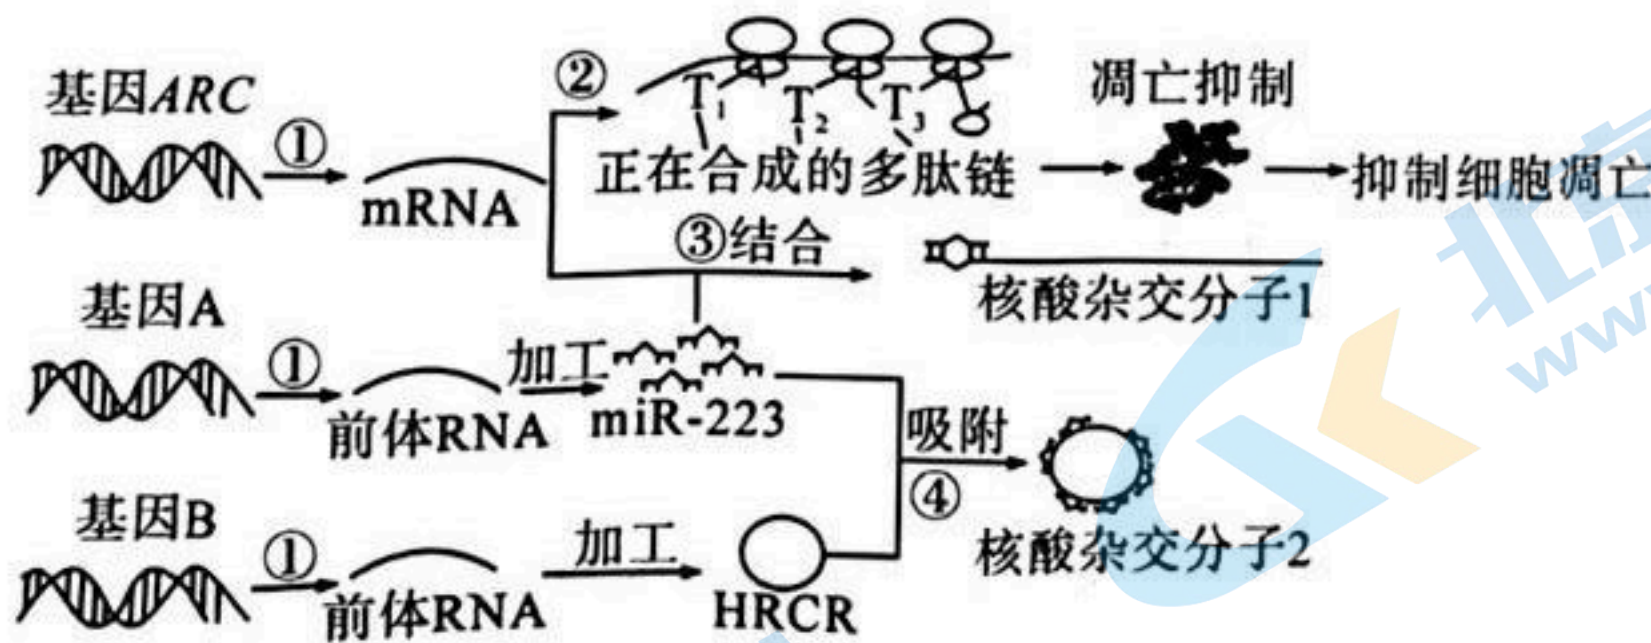 基因ARC
①
mRNA
②
T₁ T₂ T₃
正在合成的多肽链
凋亡抑制
抑制细胞凋亡
③结合
核酸杂交分子1
基因A
①
前体RNA
加工
miR-223
吸附
④
核酸杂交分子2
基因B
①
前体RNA
加工
HRCR
北京
www